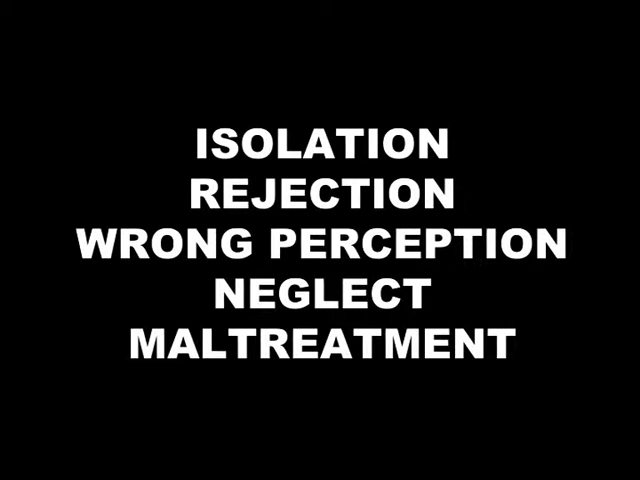 ISOLATION
REJECTION
WRONG PERCEPTION
NEGLECT
MALTREATMENT